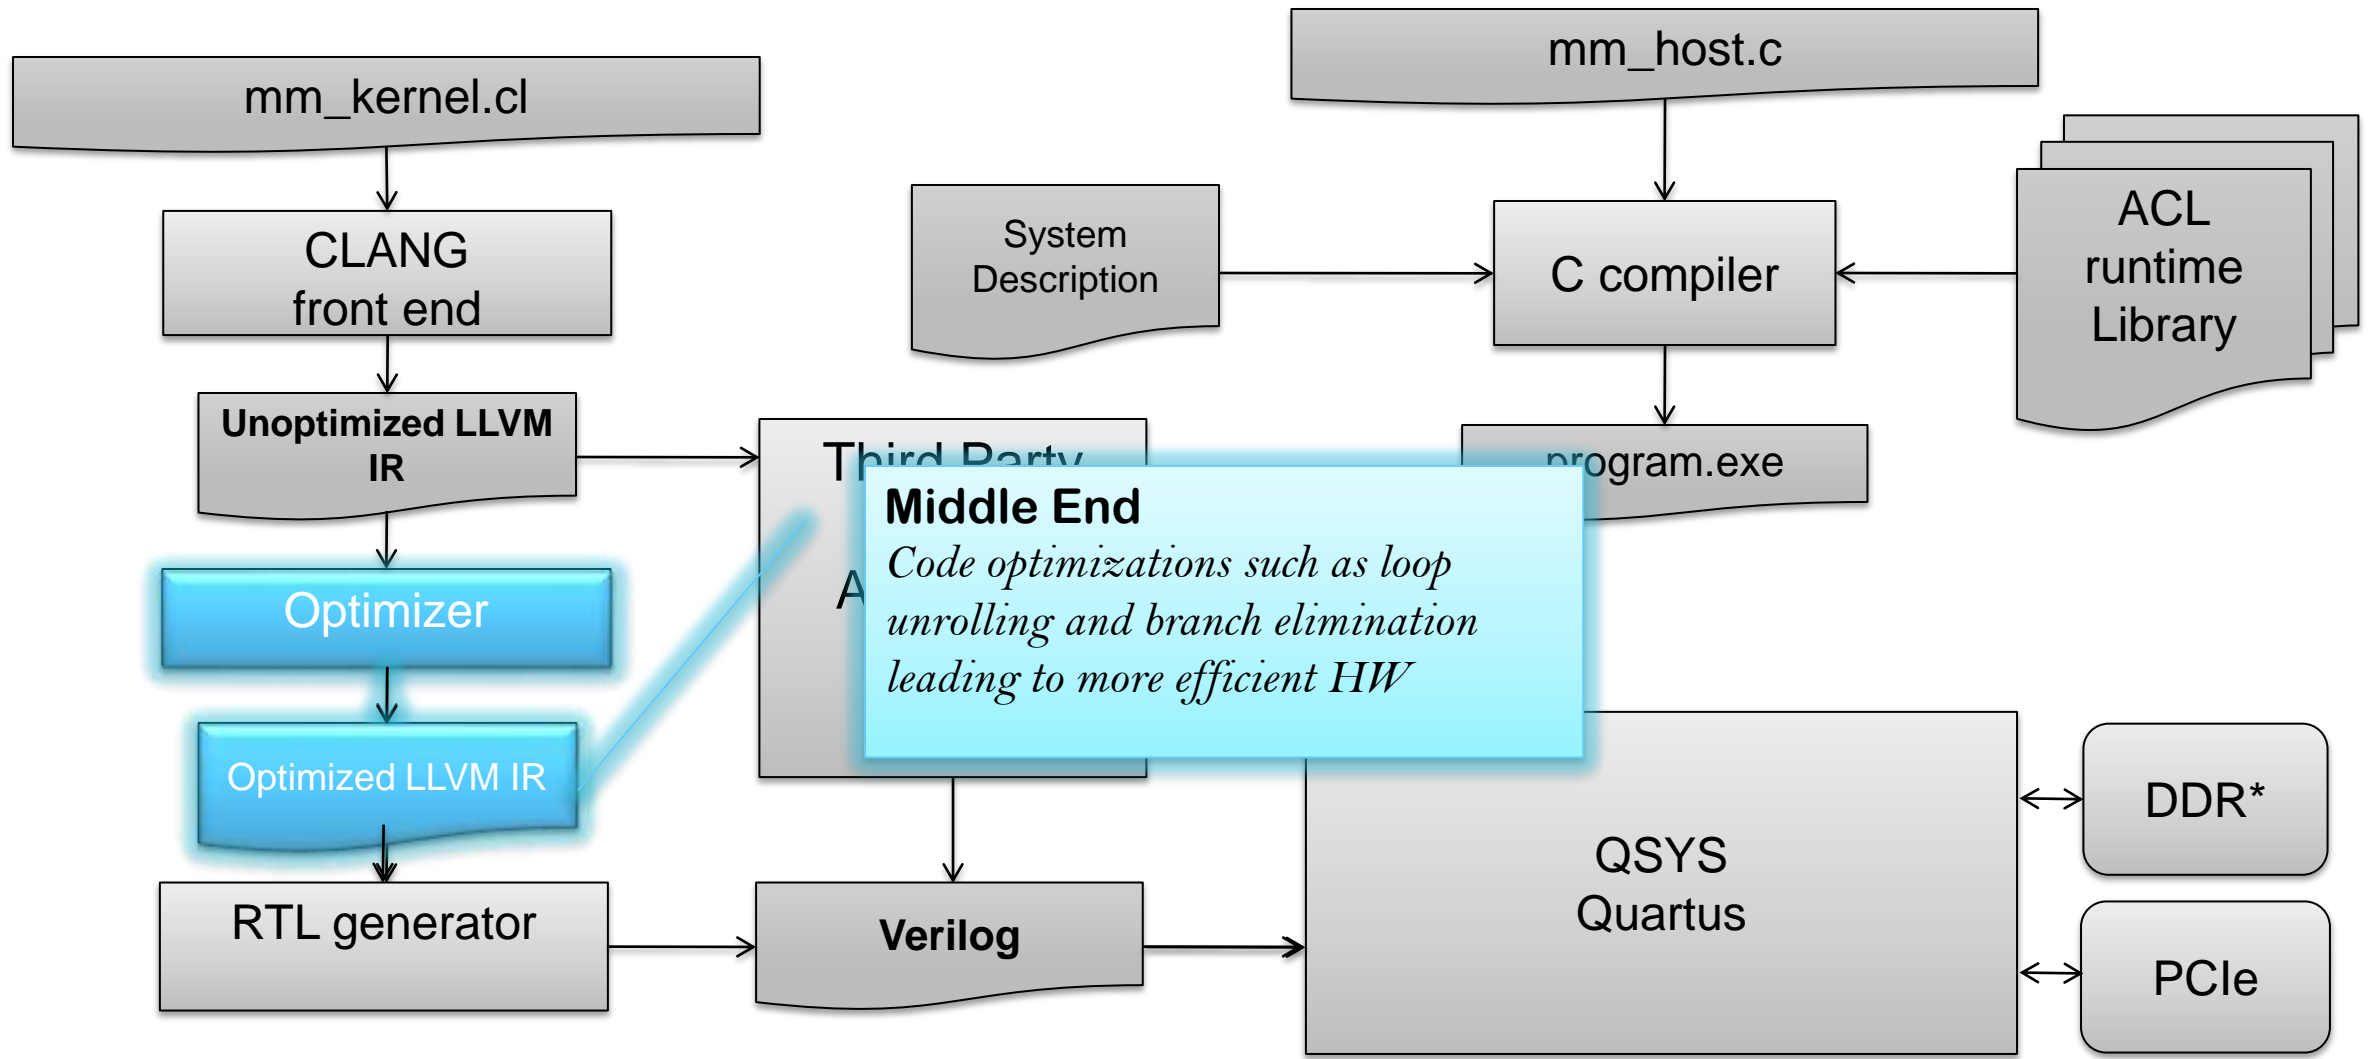 mm_kernel.cl
mm_host.c
CLANG
front end
System
Description
C compiler
ACL
runtime
Library
Unoptimized LLVM
IR
Third Party
program.exe
Middle End
Code optimizations such as loop
unrolling and branch elimination
leading to more efficient HW
Optimizer
Optimized LLVM IR
RTL generator
Verilog
QSYS
Quartus
DDR*
PCIe